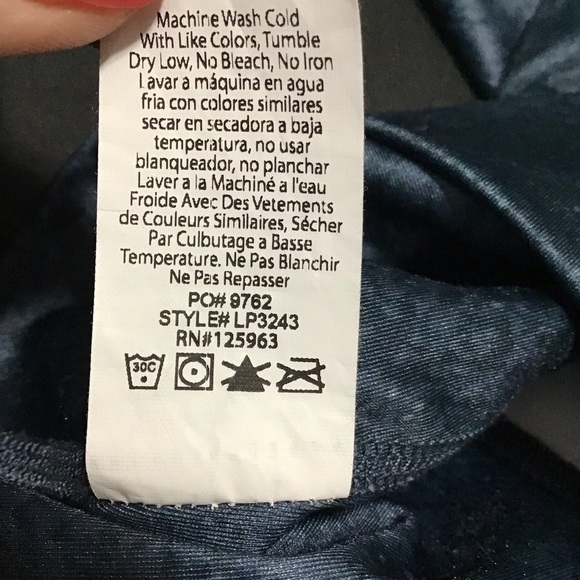 Machine Wash Cold
With Like Colors, Tumble
Dry Low, No Bleach, No Iron
Lavar a máquina en agua
fria con colores similares
secar en secadora a baja
temperatura, no usar
blanqueador, no planchar
Laver a la Machiné a l'eau
Froide Avec Des Vetements
de Couleurs Similaires, Sécher
Par Culbutage a Basse
Temperature. Ne Pas Blanchir
Ne Pas Repasser
PO# 9762
STYLE# LP3243
RN#125963
30C